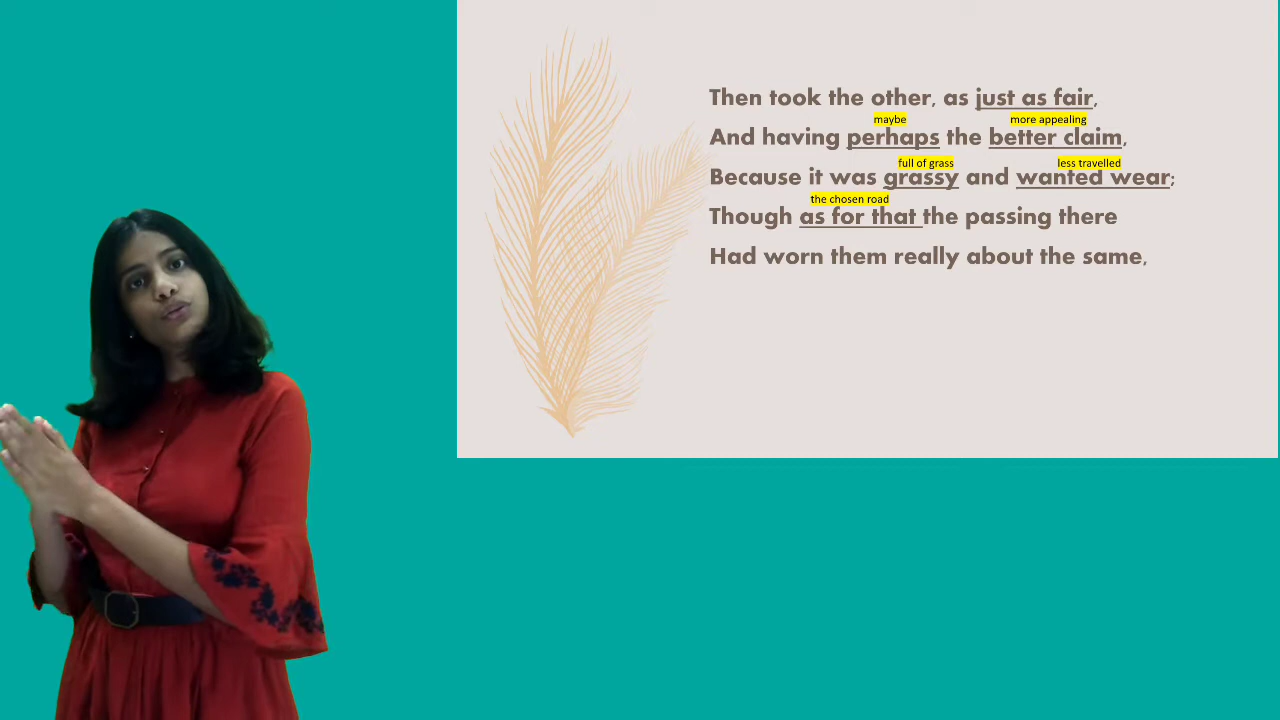 Then took the other, as just as fair,
maybe more appealing
And having perhaps the better claim,
full of grass less travelled
Because it was grassy and wanted wear;
the chosen road
Though as for that the passing there
Had worn them really about the same,